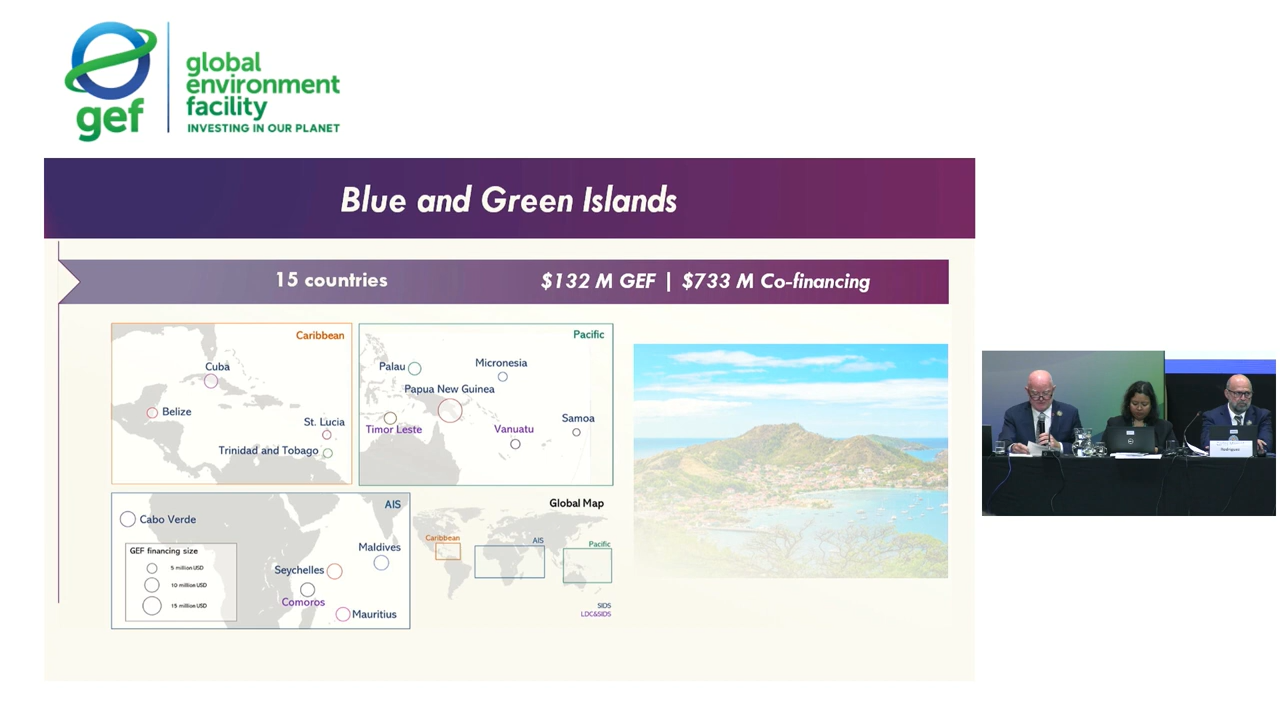 gef
global
environment
facility
INVESTING IN OUR PLANET
Blue and Green Islands
15 countries
$132 M GEF | $733 M Co-financing
Caribbean
Cuba
Belize
St. Lucia
Trinidad and Tobago
Pacific
Palau
Micronesia
Papua New Guinea
Timor Leste
Vanuatu
Samoa
AIS
Cabo Verde
GEF financing size
5 million USD
10 million USD
15 million USD
Maldives
Seychelles
Comoros
Mauritius
Global Map
Caribbean
AIS
Pacific
SIDS
LDC&SIDS
Rodriguez